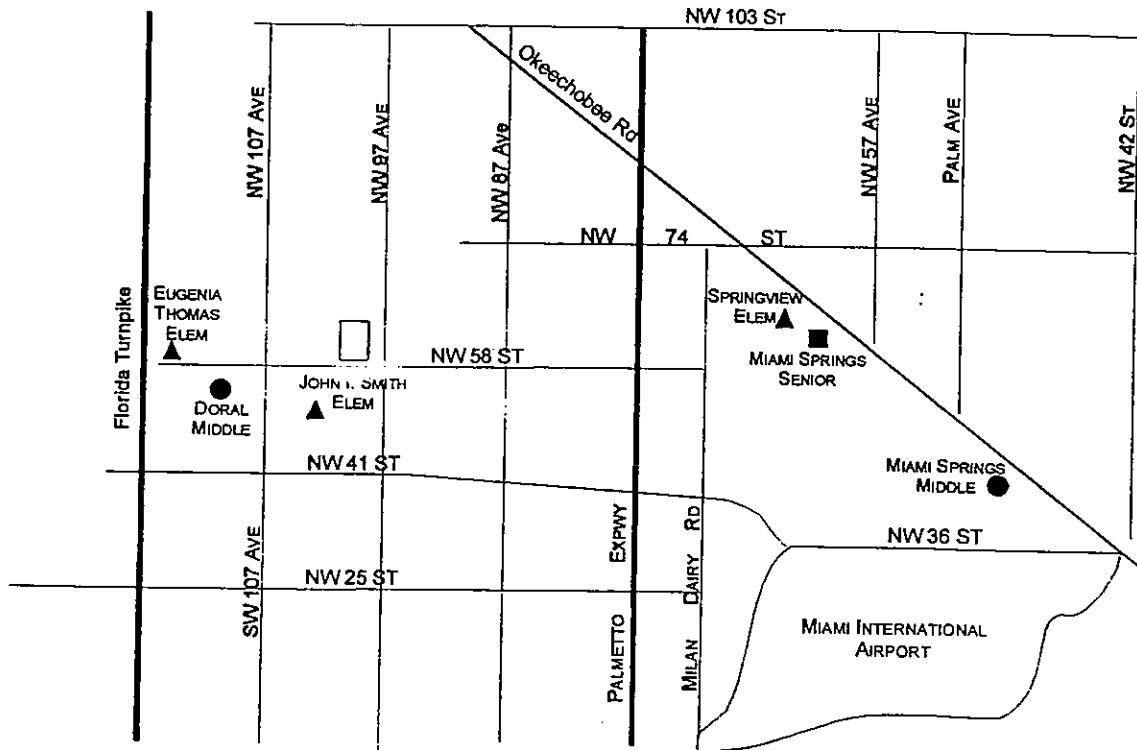 NW 103 ST
Okeechobee Rd
NW 107 AVE
NW 97 AVE
NW 87 AVE
NW 57 AVE
PALM AVE
NW 42 ST
NW 74 ST
Florida Turnpike
EUGENIA
THOMAS
ELEM
SPRINGVIEW
ELEM
MIAMI SPRINGS
SENIOR
NW 58 ST
JOHN I. SMITH
ELEM
DORAL
MIDDLE
NW 41 ST
MIAMI SPRINGS
MIDDLE
NW 36 ST
SW 107 AVE
NW 25 ST
PALMETTO EXPWY
MILAN DAIRY RD
MIAMI INTERNATIONAL
AIRPORT